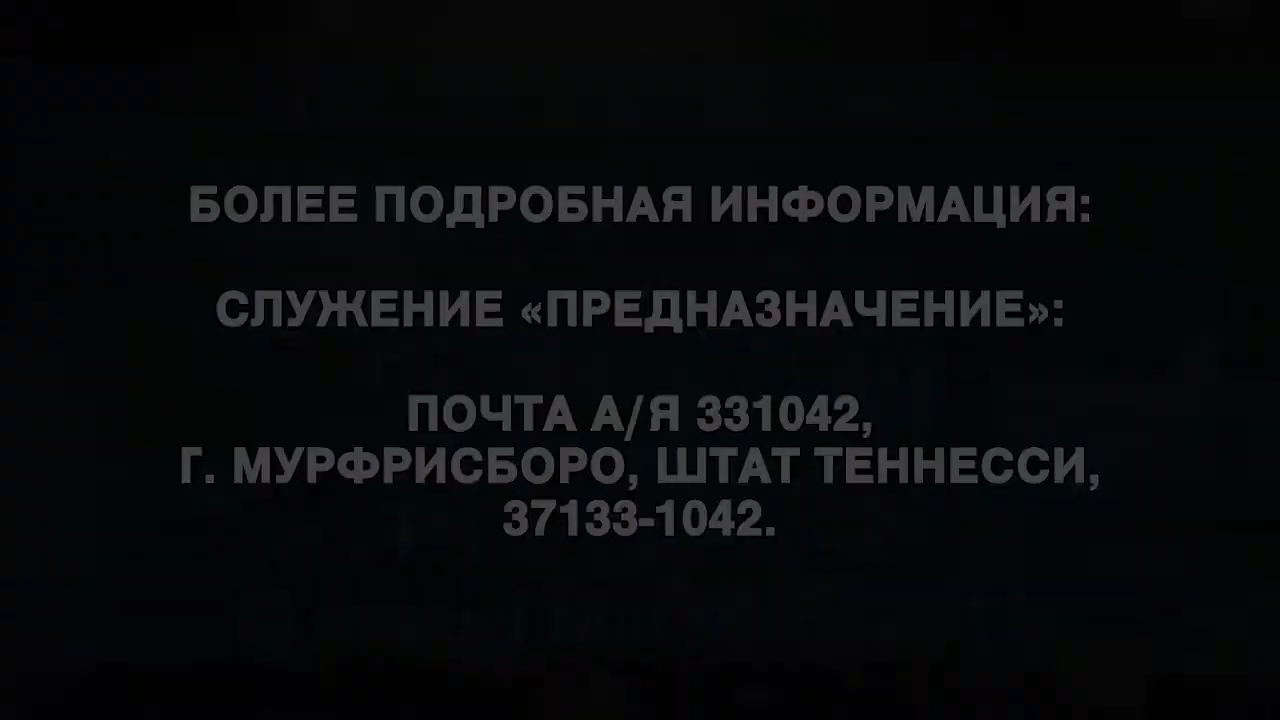 БОЛЕЕ ПОДРОБНАЯ ИНФОРМАЦИЯ:
СЛУЖЕНИЕ «ПРЕДНАЗНАЧЕНИЕ»:
ПОЧТА А/Я 331042,
Г. МУРФРИСБОРО, ШТАТ ТЕННЕССИ,
37133-1042.